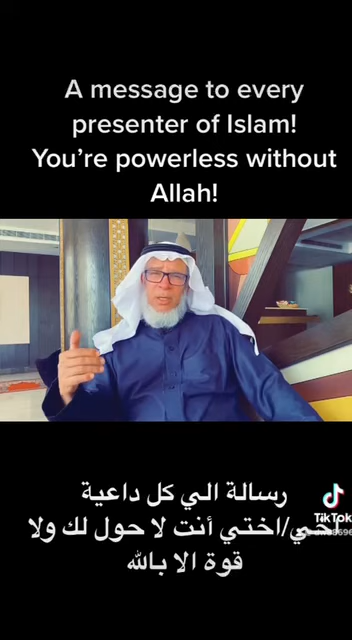 A message to every
presenter of Islam!
You're powerless without
Allah!
رسالة الي كل داعية
اخي/اختي أنت لا حول لك ولا
قوة الا بالله
TikTok